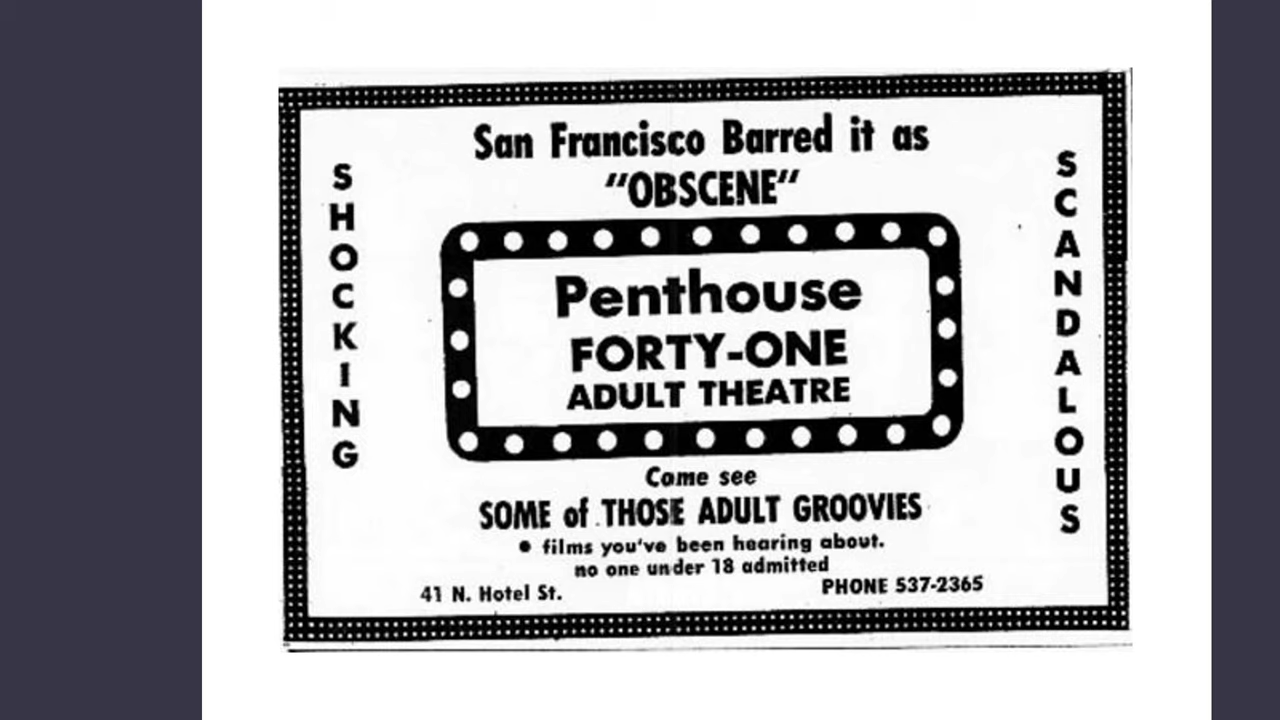 San Francisco Barred it as
"OBSCENE"
SHOCKING
SCANDALOUS
Penthouse
FORTY-ONE
ADULT THEATRE
Come see
SOME of THOSE ADULT GROOVIES
• films you've been hearing about.
no one under 18 admitted
41 N. Hotel St.
PHONE 537-2365